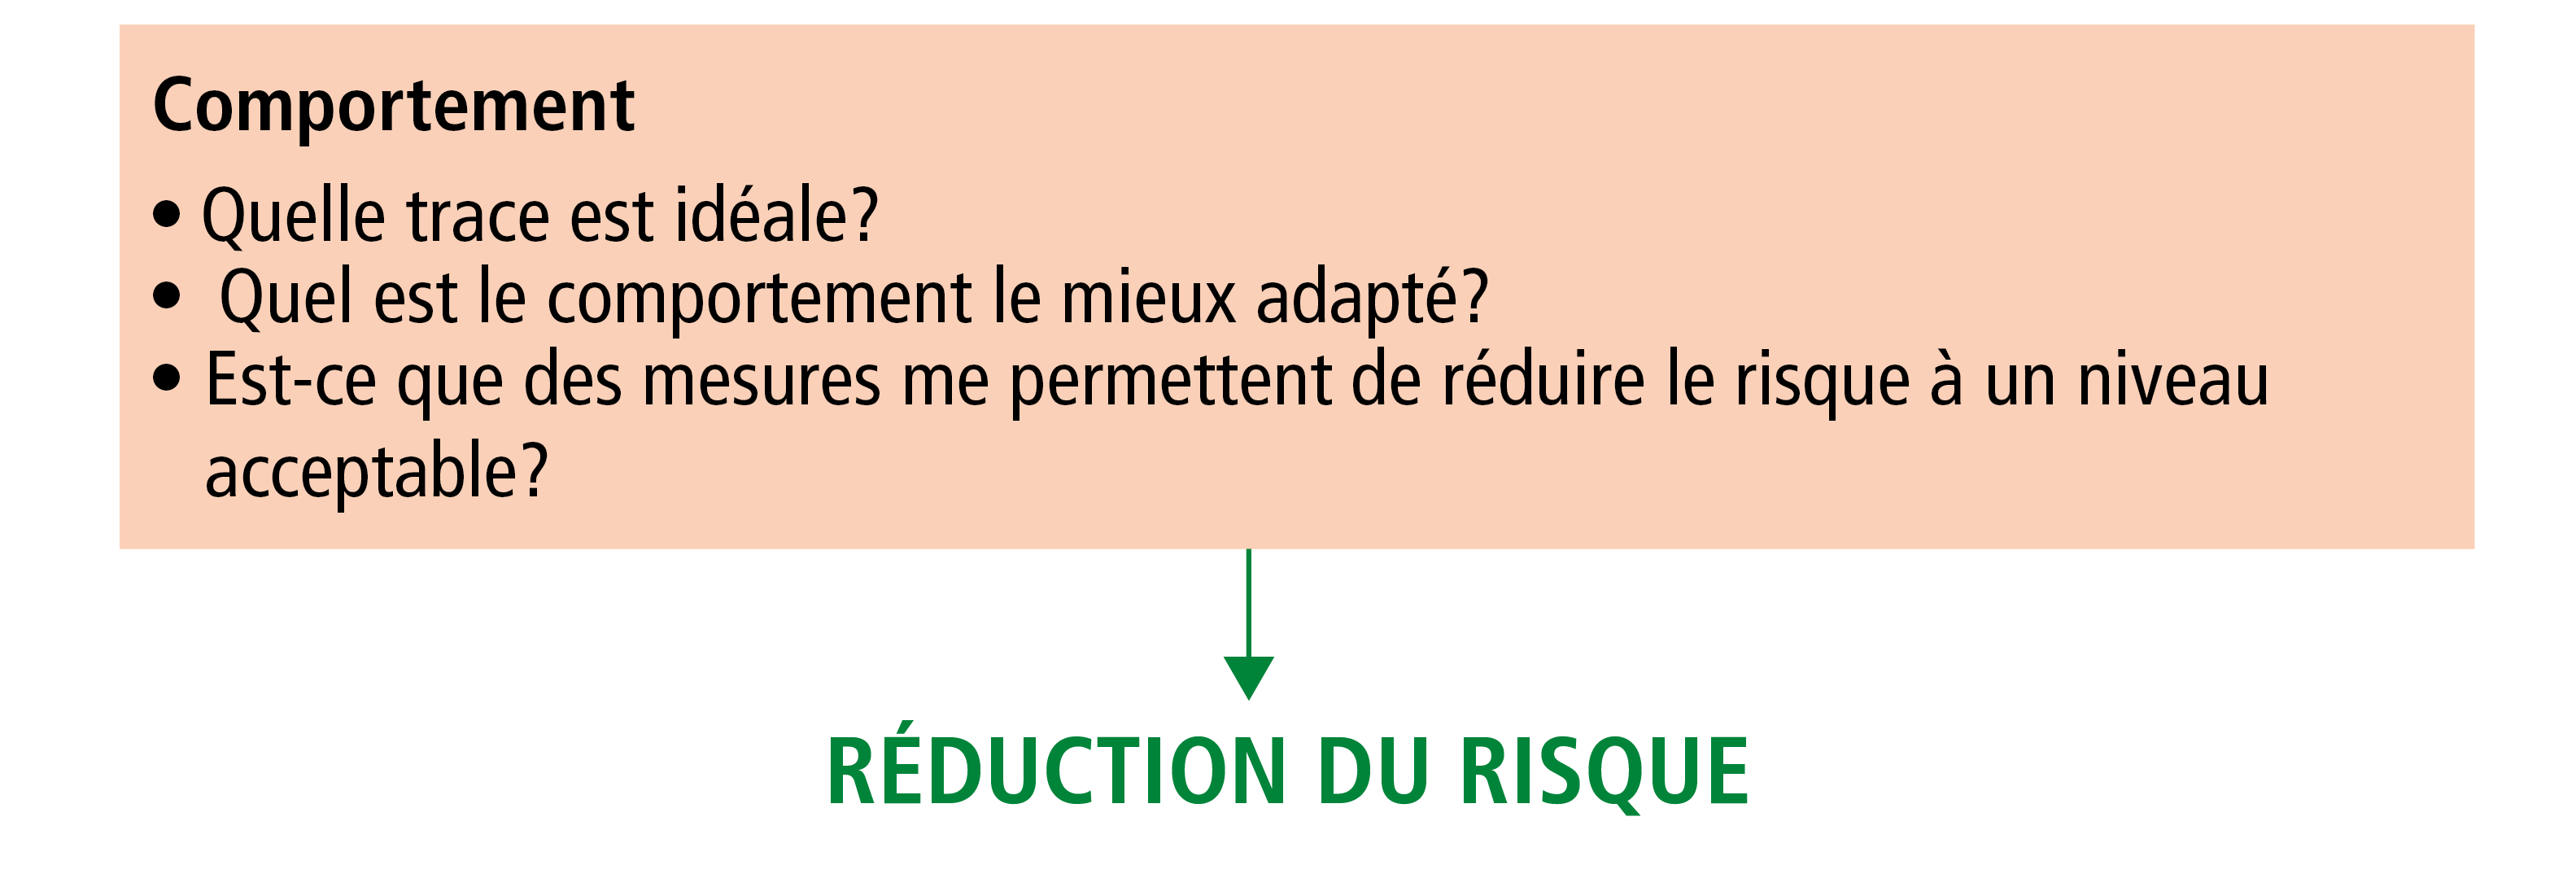 Comportement
• Quelle trace est idéale?
• Quel est le comportement le mieux adapté?
• Est-ce que des mesures me permettent de réduire le risque à un niveau
acceptable?
RÉDUCTION DU RISQUE